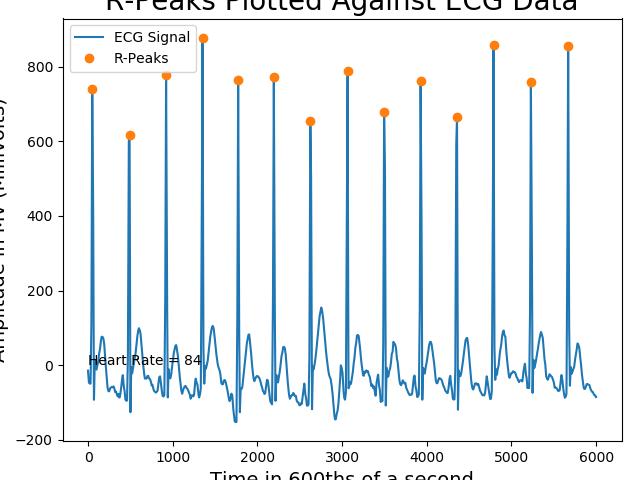 R-Peaks Plotted Against ECG Data
ECG Signal
R-Peaks
800
600
400
200
0
−200
Amplitude in MV (Millivolts)
Heart Rate = 84
0
1000
2000
3000
4000
5000
6000
Time in 600ths of a second